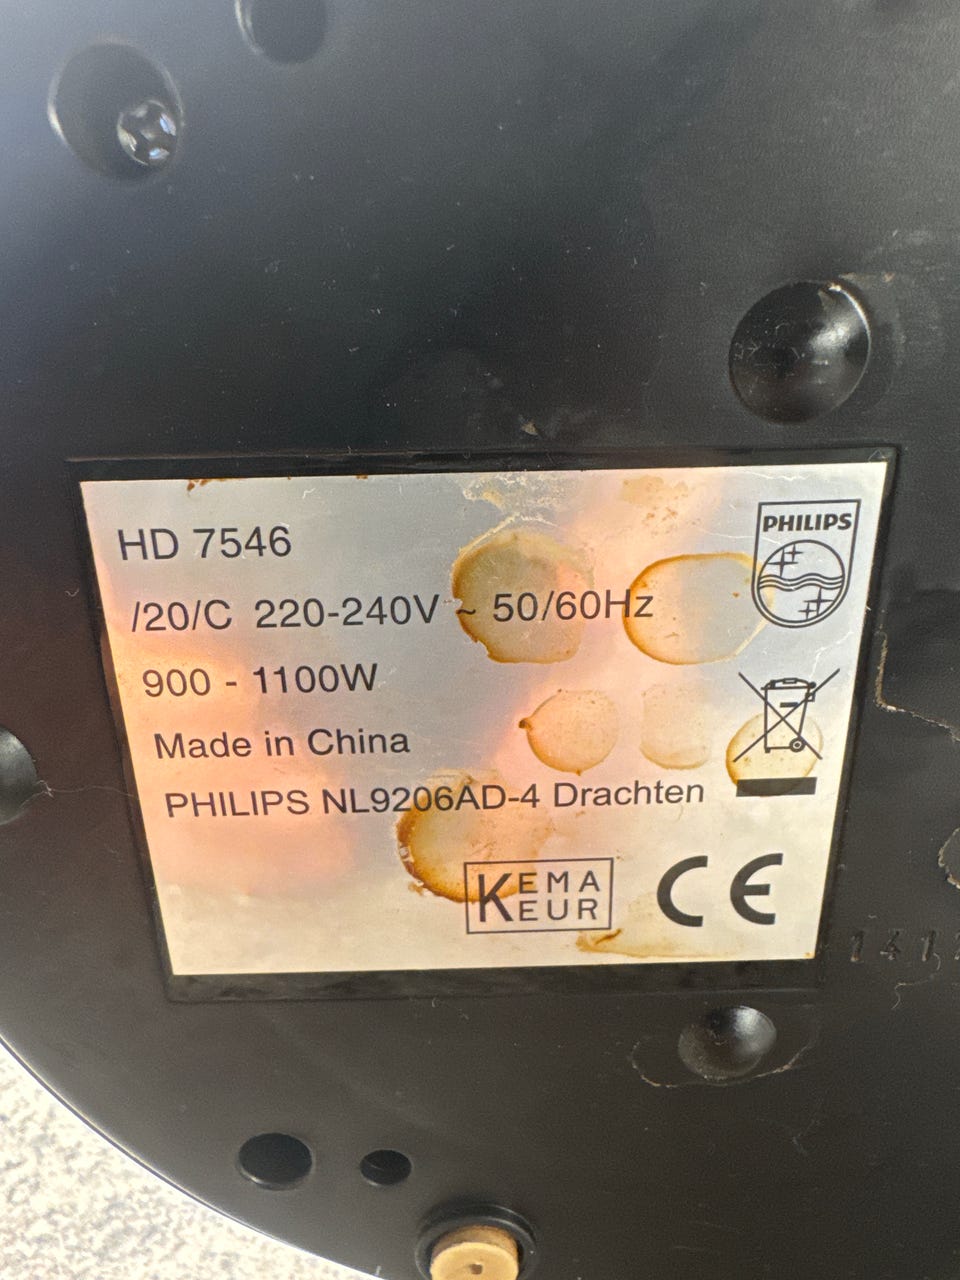 HD 7546
PHILIPS
/20/C 220-240V ~ 50/60Hz
900 - 1100W
Made in China
PHILIPS NL9206AD-4 Drachten
KEMA
KEUR
CE